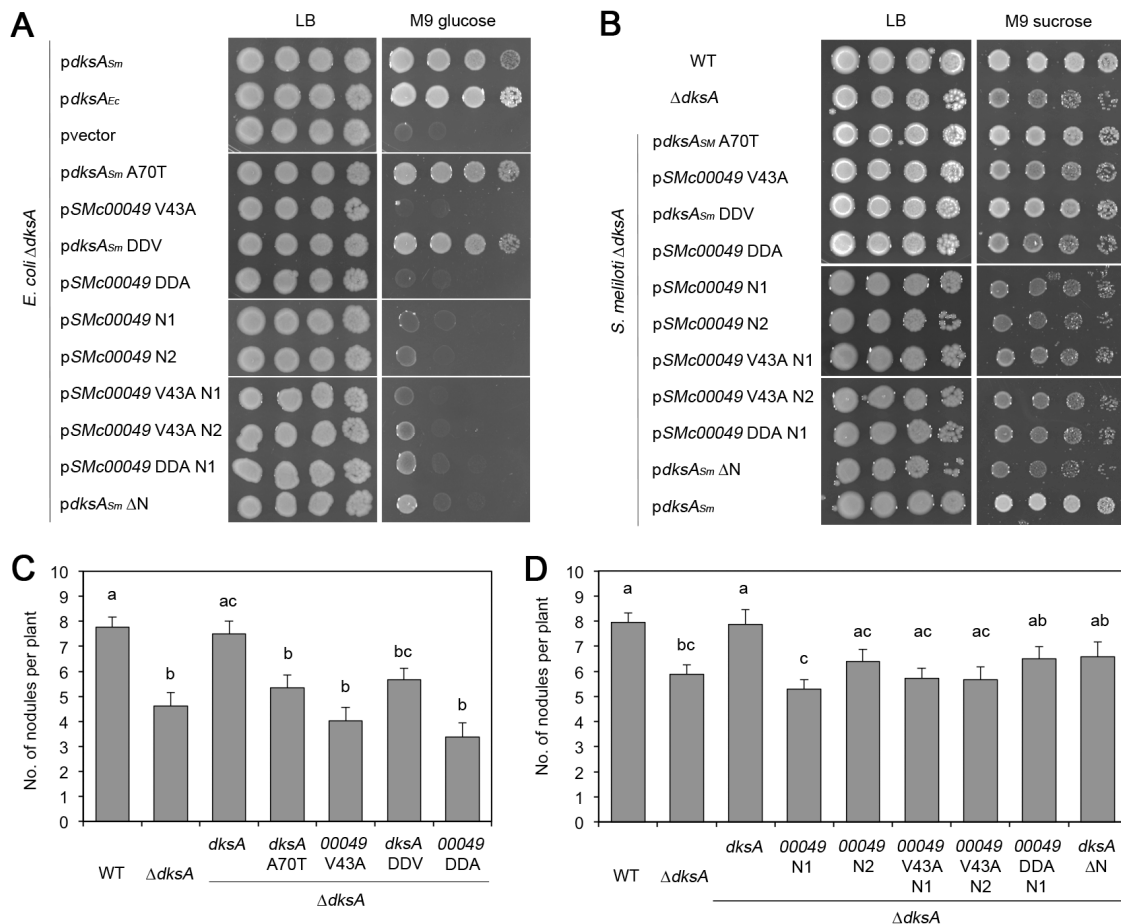 A
LB
M9 glucose
pdksASm
pdksAEc
pvector
pdksASm A70T
pSMc00049 V43A
pdksASm DDV
pSMc00049 DDA
pSMc00049 N1
pSMc00049 N2
pSMc00049 V43A N1
pSMc00049 V43A N2
pSMc00049 DDA N1
pdksASm ΔN
E. coli ΔdksA
B
LB
M9 sucrose
WT
ΔdksA
pdksASM A70T
pSMc00049 V43A
pdksASm DDV
pSMc00049 DDA
pSMc00049 N1
pSMc00049 N2
pSMc00049 V43A N1
pSMc00049 V43A N2
pSMc00049 DDA N1
pdksASm ΔN
pdksASm
S. meliloti ΔdksA
C
No. of nodules per plant
10
9
8
7
6
5
4
3
2
1
0
a
b
ac
b
b
bc
b
WT
ΔdksA
dksA
dksA
A70T
00049
V43A
dksA
DDV
00049
DDA
ΔdksA
D
No. of nodules per plant
10
9
8
7
6
5
4
3
2
1
0
a
bc
a
c
ac
ac
ac
ab
ab
WT
ΔdksA
dksA
00049
N1
00049
N2
00049
V43A
N1
00049
V43A
N2
00049
DDA
N1
dksA
ΔN
ΔdksA